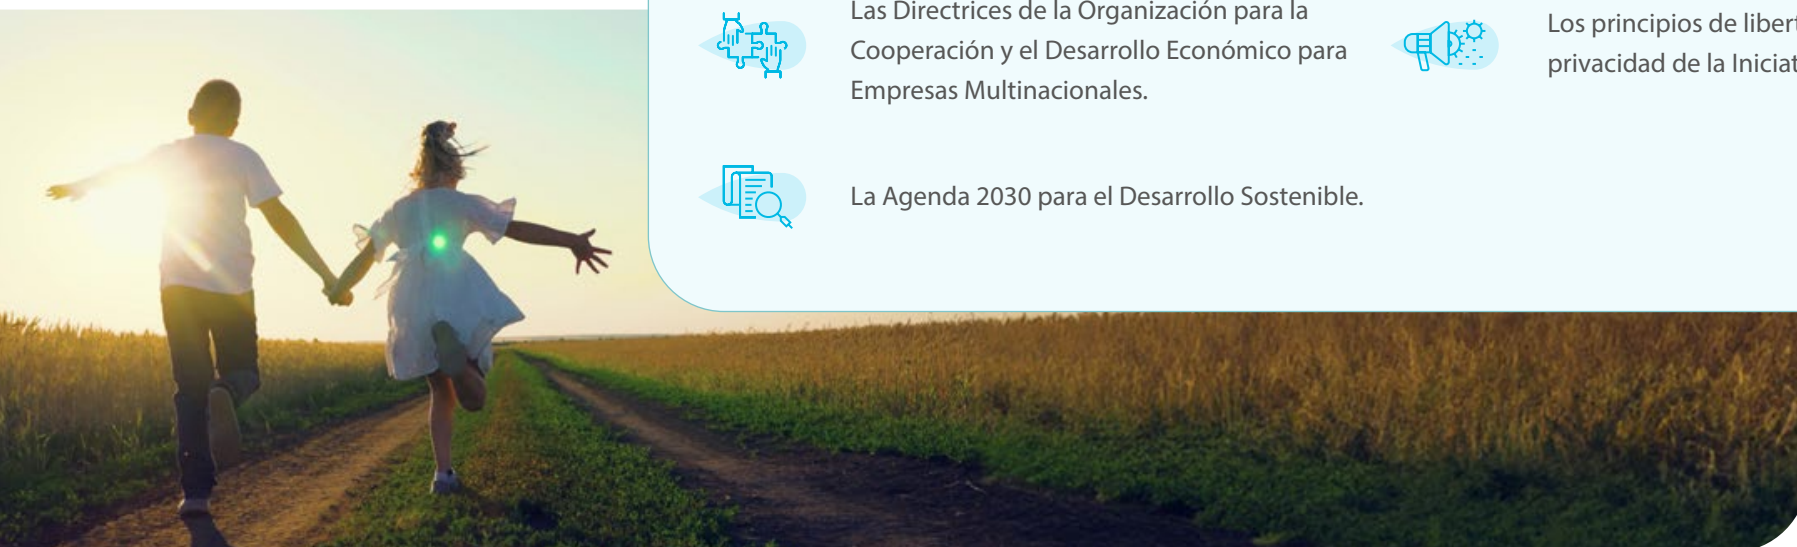 Las Directrices de la Organización para la
Cooperación y el Desarrollo Económico para
Empresas Multinacionales.
Los principios de libert
privacidad de la Iniciat
La Agenda 2030 para el Desarrollo Sostenible.